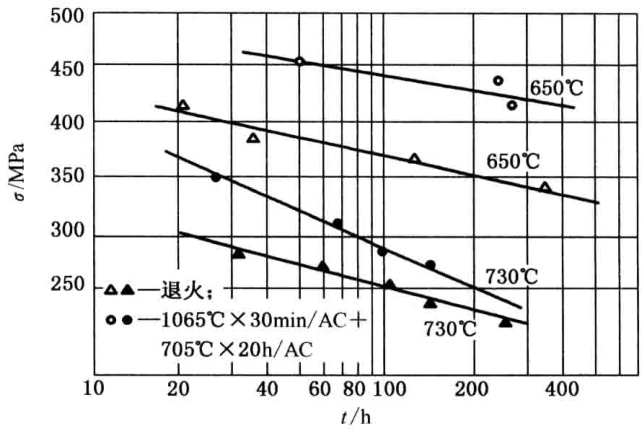 500
450
400
350
300
250
σ/MPa
650℃
650℃
730℃
730℃
△▲—退火；
○●—1065℃×30min/AC＋
705℃×20h/AC
10 20 40 60 80 100 200 400
t/h